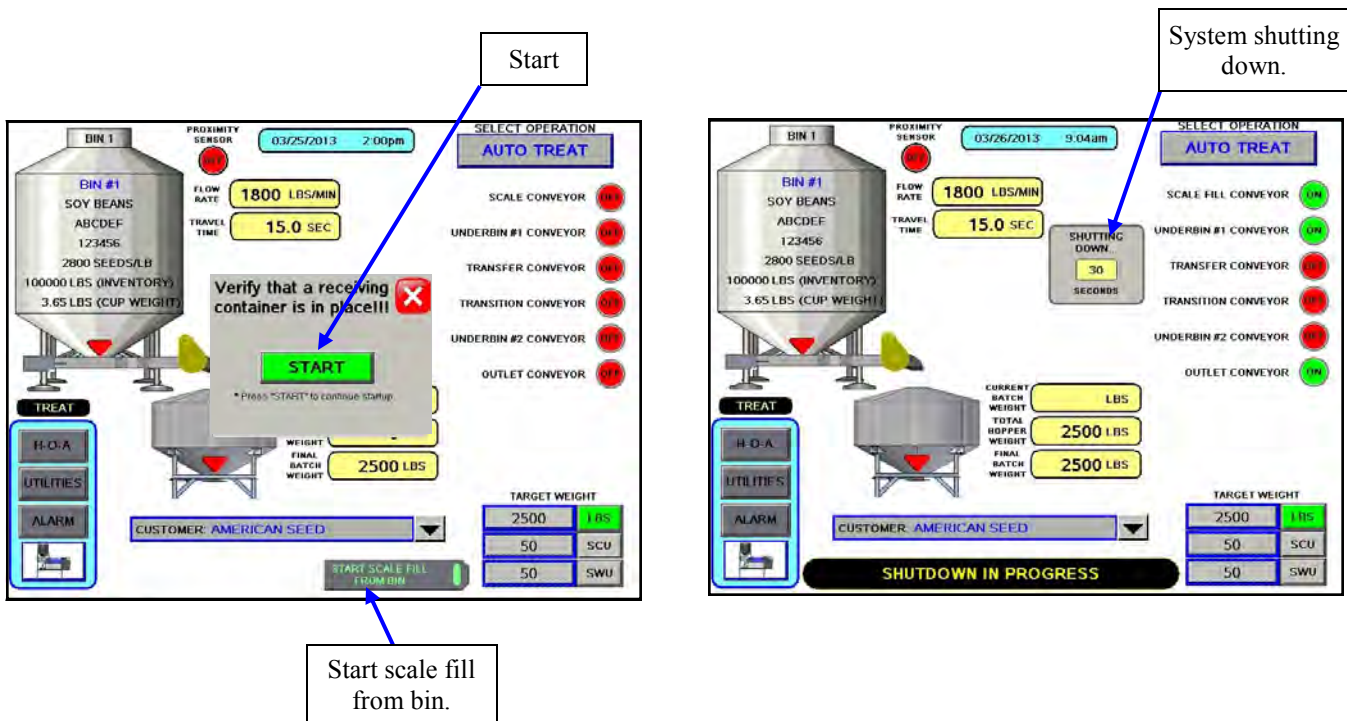 Start
BIN 1
PROXIMITY
SENSOR
OFF
03/25/2013 2:00pm
SELECT OPERATION
AUTO TREAT
BIN #1
SOY BEANS
ABCDEF
123456
2800 SEEDS/LB
100000 LBS (INVENTORY)
3.65 LBS (CUP WEIGHT)
FLOW
RATE
1800 LBS/MIN
TRAVEL
TIME
15.0 SEC
SCALE CONVEYOR OFF
UNDERBIN #1 CONVEYOR OFF
TRANSFER CONVEYOR OFF
TRANSITION CONVEYOR OFF
UNDERBIN #2 CONVEYOR OFF
OUTLET CONVEYOR OFF
Verify that a receiving
container is in place!!!
START
* Press "START" to continue startup.
WEIGHT
FINAL
BATCH
WEIGHT
2500 LBS
TREAT
H-O-A
UTILITIES
ALARM
CUSTOMER: AMERICAN SEED
START SCALE FILL
FROM BIN
TARGET WEIGHT
2500 LBS
50 SCU
50 SWU
Start scale fill
from bin.
System shutting
down.
BIN 1
PROXIMITY
SENSOR
OFF
03/26/2013 9:04am
SELECT OPERATION
AUTO TREAT
BIN #1
SOY BEANS
ABCDEF
123456
2800 SEEDS/LB
100000 LBS (INVENTORY)
3.65 LBS (CUP WEIGHT)
FLOW
RATE
1800 LBS/MIN
TRAVEL
TIME
15.0 SEC
SHUTTING
DOWN...
30
SECONDS
SCALE FILL CONVEYOR ON
UNDERBIN #1 CONVEYOR ON
TRANSFER CONVEYOR OFF
TRANSITION CONVEYOR OFF
UNDERBIN #2 CONVEYOR OFF
OUTLET CONVEYOR ON
CURRENT
BATCH
WEIGHT
LBS
TOTAL
HOPPER
WEIGHT
2500 LBS
FINAL
BATCH
WEIGHT
2500 LBS
TREAT
H-O-A
UTILITIES
ALARM
CUSTOMER: AMERICAN SEED
SHUTDOWN IN PROGRESS
TARGET WEIGHT
2500 LBS
50 SCU
50 SWU